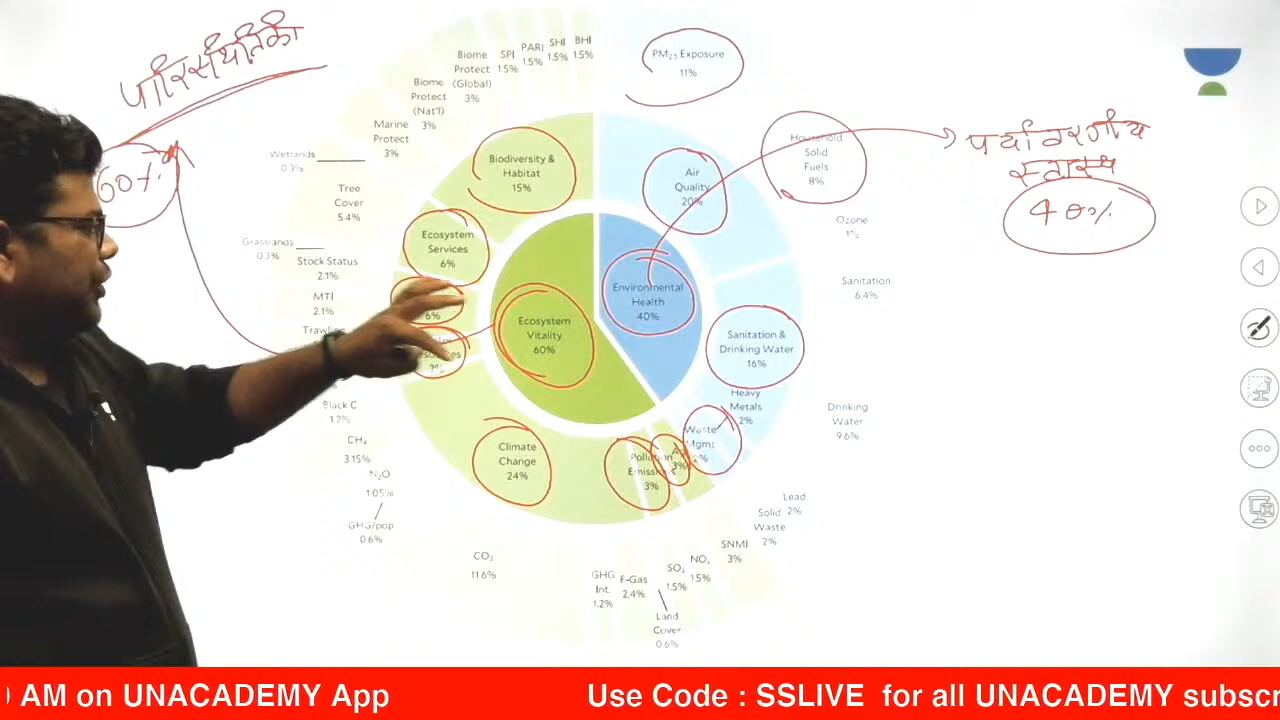 पारिस्थितिकी
60%
Biome
Protect
(Global)
3%
SPI
1.5%
PARI
1.5%
SHI
1.5%
BHI
1.5%
PM2.5 Exposure
11%
Biome
Protect
(Nat'l)
3%
Marine
Protect
3%
Wetlands
0.3%
Tree
Cover
5.4%
Grasslands
0.3%
Stock Status
2.1%
MTI
2.1%
Trawling
Black C
1.2%
CH4
3.15%
N2O
1.05%
GHG/pop
0.6%
CO2
11.6%
GHG
Int.
1.2%
F-Gas
2.4%
Land
Cover
0.6%
SO2
1.5%
NOx
1.5%
SNMI
3%
Solid
Waste
2%
Lead
2%
Drinking
Water
9.6%
Sanitation
6.4%
Ozone
1%
Household
Solid
Fuels
8%
पर्यावरणीय
40%
Biodiversity &
Habitat
15%
Ecosystem
Services
6%
6%
Climate
Change
24%
Pollution
3%
3%
Waste
Mgmt
2%
Heavy
Metals
2%
Sanitation &
Drinking Water
16%
Air
Quality
20%
Ecosystem
Vitality
60%
Environmental
Health
40%
AM on UNACADEMY App
Use Code : SSLIVE for all UNACADEMY subscr